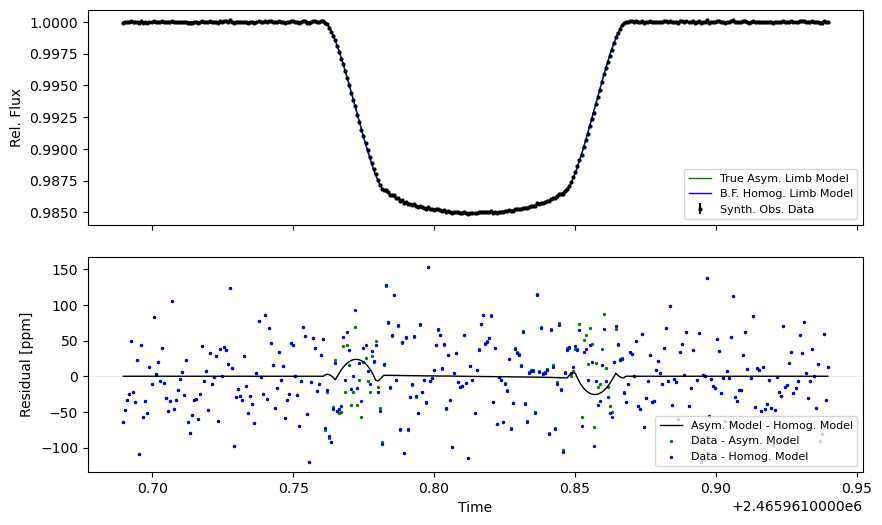 1.0000
0.9975
0.9950
0.9925
0.9900
0.9875
0.9850
Rel. Flux
True Asym. Limb Model
B.F. Homog. Limb Model
Synth. Obs. Data
150
100
50
0
−50
−100
Residual [ppm]
Asym. Model - Homog. Model
Data - Asym. Model
Data - Homog. Model
0.70 0.75 0.80 0.85 0.90 0.95
Time
+2.4659610000e6